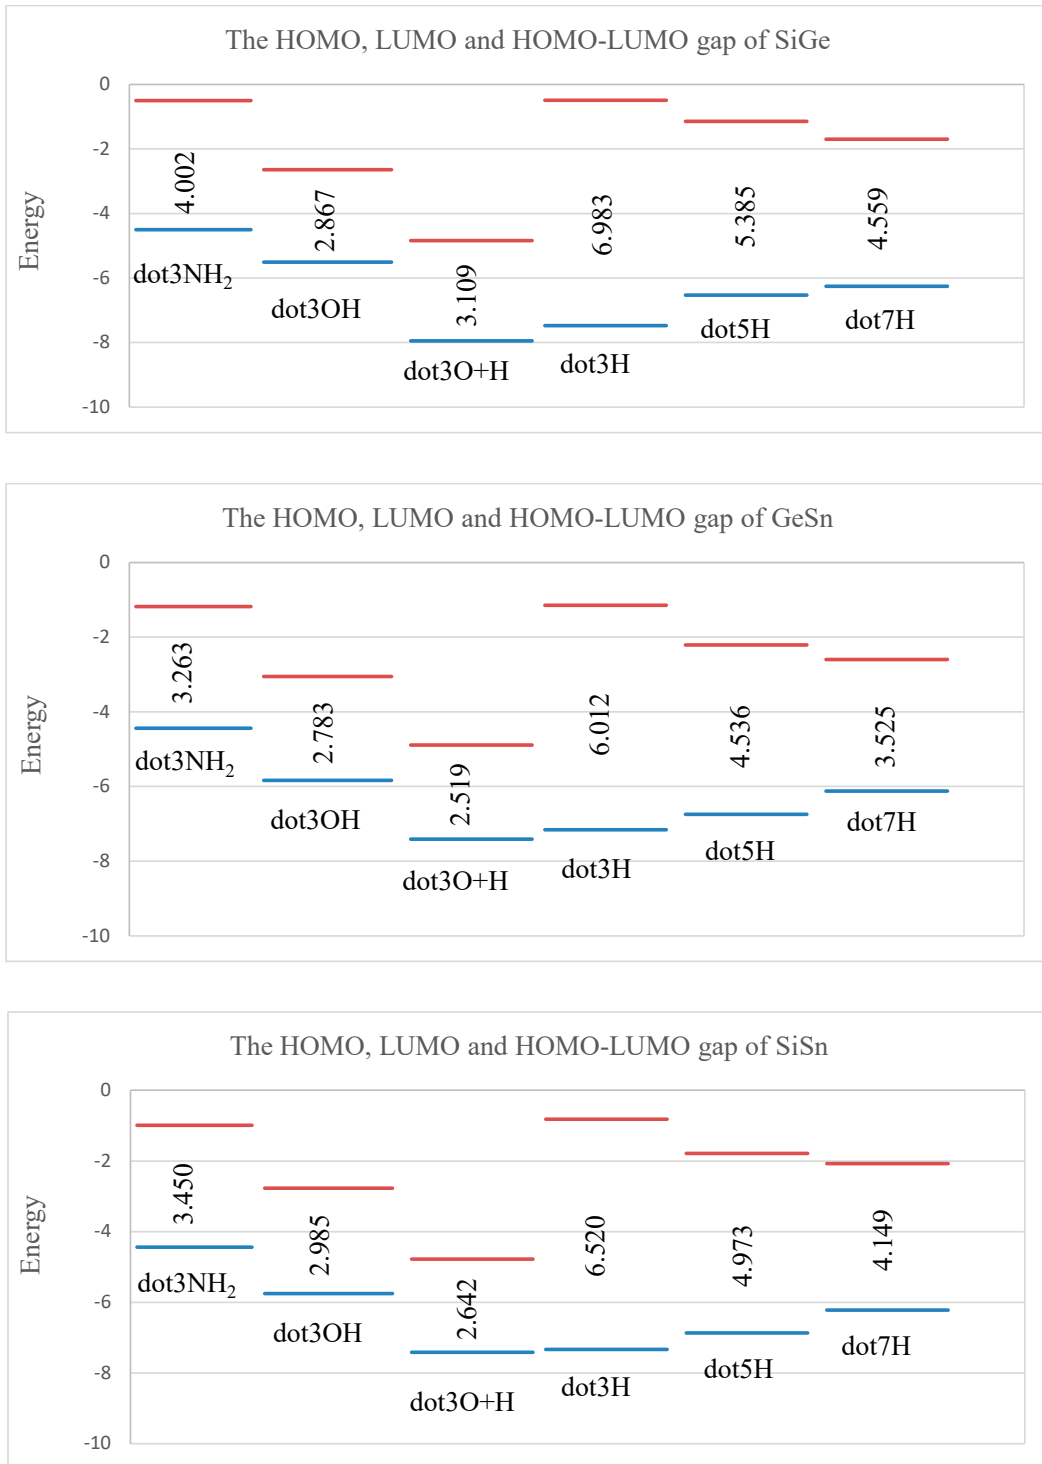 The HOMO, LUMO and HOMO-LUMO gap of SiGe
Energy
0
-2
-4
-6
-8
-10
4.002
2.867
3.109
6.983
5.385
4.559
dot3NH₂
dot3OH
dot3O+H
dot3H
dot5H
dot7H
The HOMO, LUMO and HOMO-LUMO gap of GeSn
Energy
0
-2
-4
-6
-8
-10
3.263
2.783
2.519
6.012
4.536
3.525
dot3NH₂
dot3OH
dot3O+H
dot3H
dot5H
dot7H
The HOMO, LUMO and HOMO-LUMO gap of SiSn
Energy
0
-2
-4
-6
-8
-10
3.450
2.985
2.642
6.520
4.973
4.149
dot3NH₂
dot3OH
dot3O+H
dot3H
dot5H
dot7H